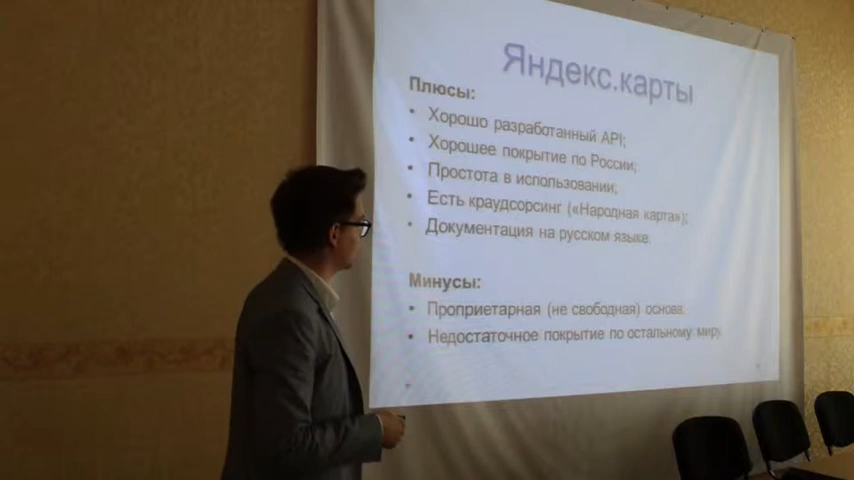 Яндекс.карты
Плюсы:
• Хорошо разработанный API;
• Хорошее покрытие по России;
• Простота в использовании;
• Есть краудсорсинг («Народная карта»);
• Документация на русском языке.
Минусы:
• Проприетарная (не свободная) основа.
• Недостаточное покрытие по остальному миру.